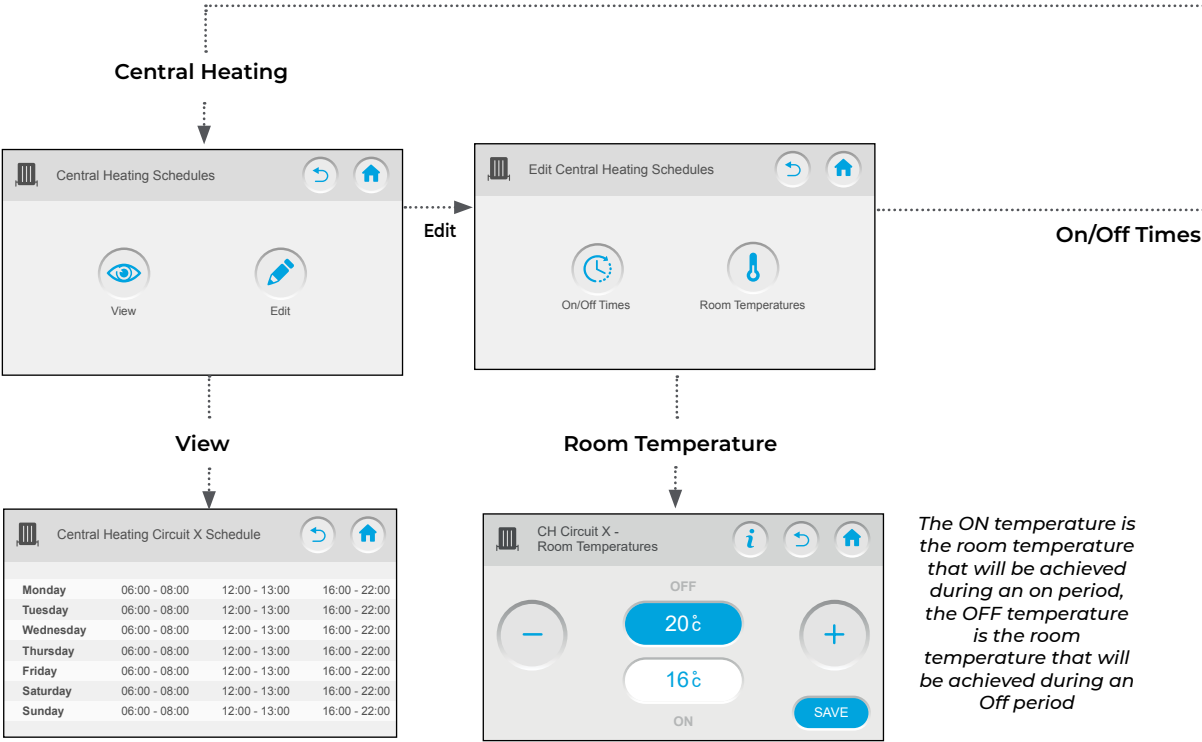 Central Heating
Central Heating Schedules
View
Edit
Edit
Edit Central Heating Schedules
On/Off Times
Room Temperatures
On/Off Times
View
Central Heating Circuit X Schedule
Monday 06:00 - 08:00 12:00 - 13:00 16:00 - 22:00
Tuesday 06:00 - 08:00 12:00 - 13:00 16:00 - 22:00
Wednesday 06:00 - 08:00 12:00 - 13:00 16:00 - 22:00
Thursday 06:00 - 08:00 12:00 - 13:00 16:00 - 22:00
Friday 06:00 - 08:00 12:00 - 13:00 16:00 - 22:00
Saturday 06:00 - 08:00 12:00 - 13:00 16:00 - 22:00
Sunday 06:00 - 08:00 12:00 - 13:00 16:00 - 22:00
Room Temperature
CH Circuit X -
Room Temperatures
i
OFF
20°c
16°c
ON
SAVE
The ON temperature is
the room temperature
that will be achieved
during an on period,
the OFF temperature
is the room
temperature that will
be achieved during an
Off period